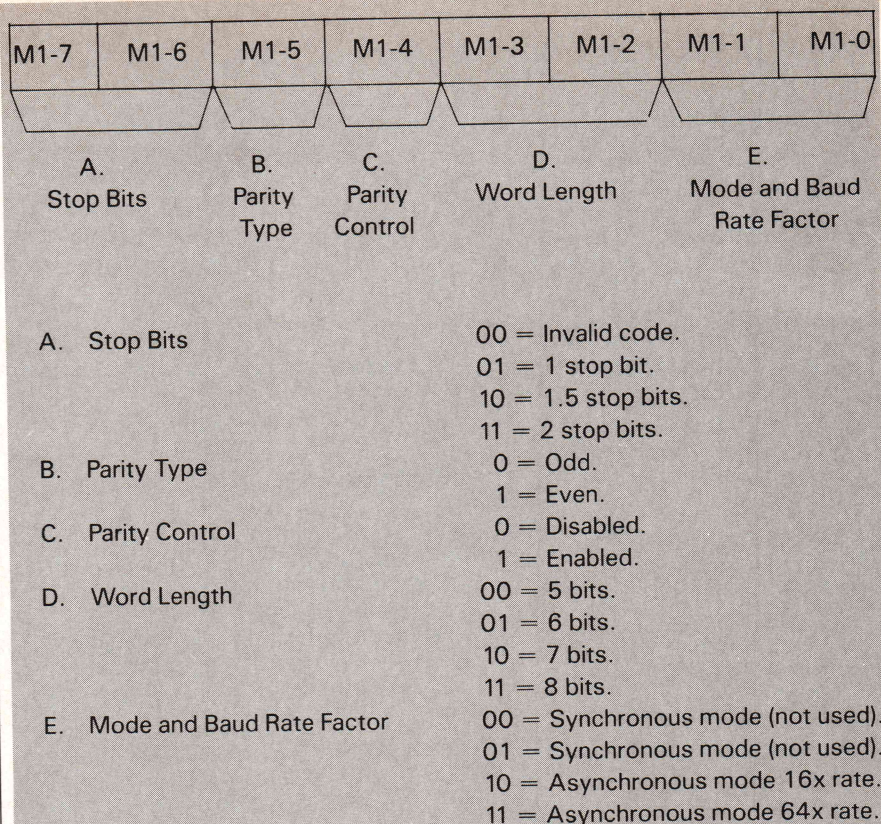 M1-7 M1-6 M1-5 M1-4 M1-3 M1-2 M1-1 M1-0
A. B. C. D. E.
Stop Bits Parity Parity Word Length Mode and Baud
Type Control Rate Factor
A. Stop Bits 00 = Invalid code.
01 = 1 stop bit.
10 = 1.5 stop bits.
11 = 2 stop bits.
B. Parity Type 0 = Odd.
1 = Even.
C. Parity Control 0 = Disabled.
1 = Enabled.
D. Word Length 00 = 5 bits.
01 = 6 bits.
10 = 7 bits.
11 = 8 bits.
E. Mode and Baud Rate Factor 00 = Synchronous mode (not used).
01 = Synchronous mode (not used).
10 = Asynchronous mode 16x rate.
11 = Asynchronous mode 64x rate.